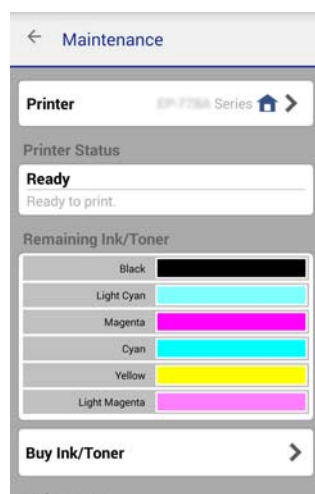 Maintenance
Printer Series
Printer Status
Ready
Ready to print.
Remaining Ink/Toner
Black
Light Cyan
Magenta
Cyan
Yellow
Light Magenta
Buy Ink/Toner